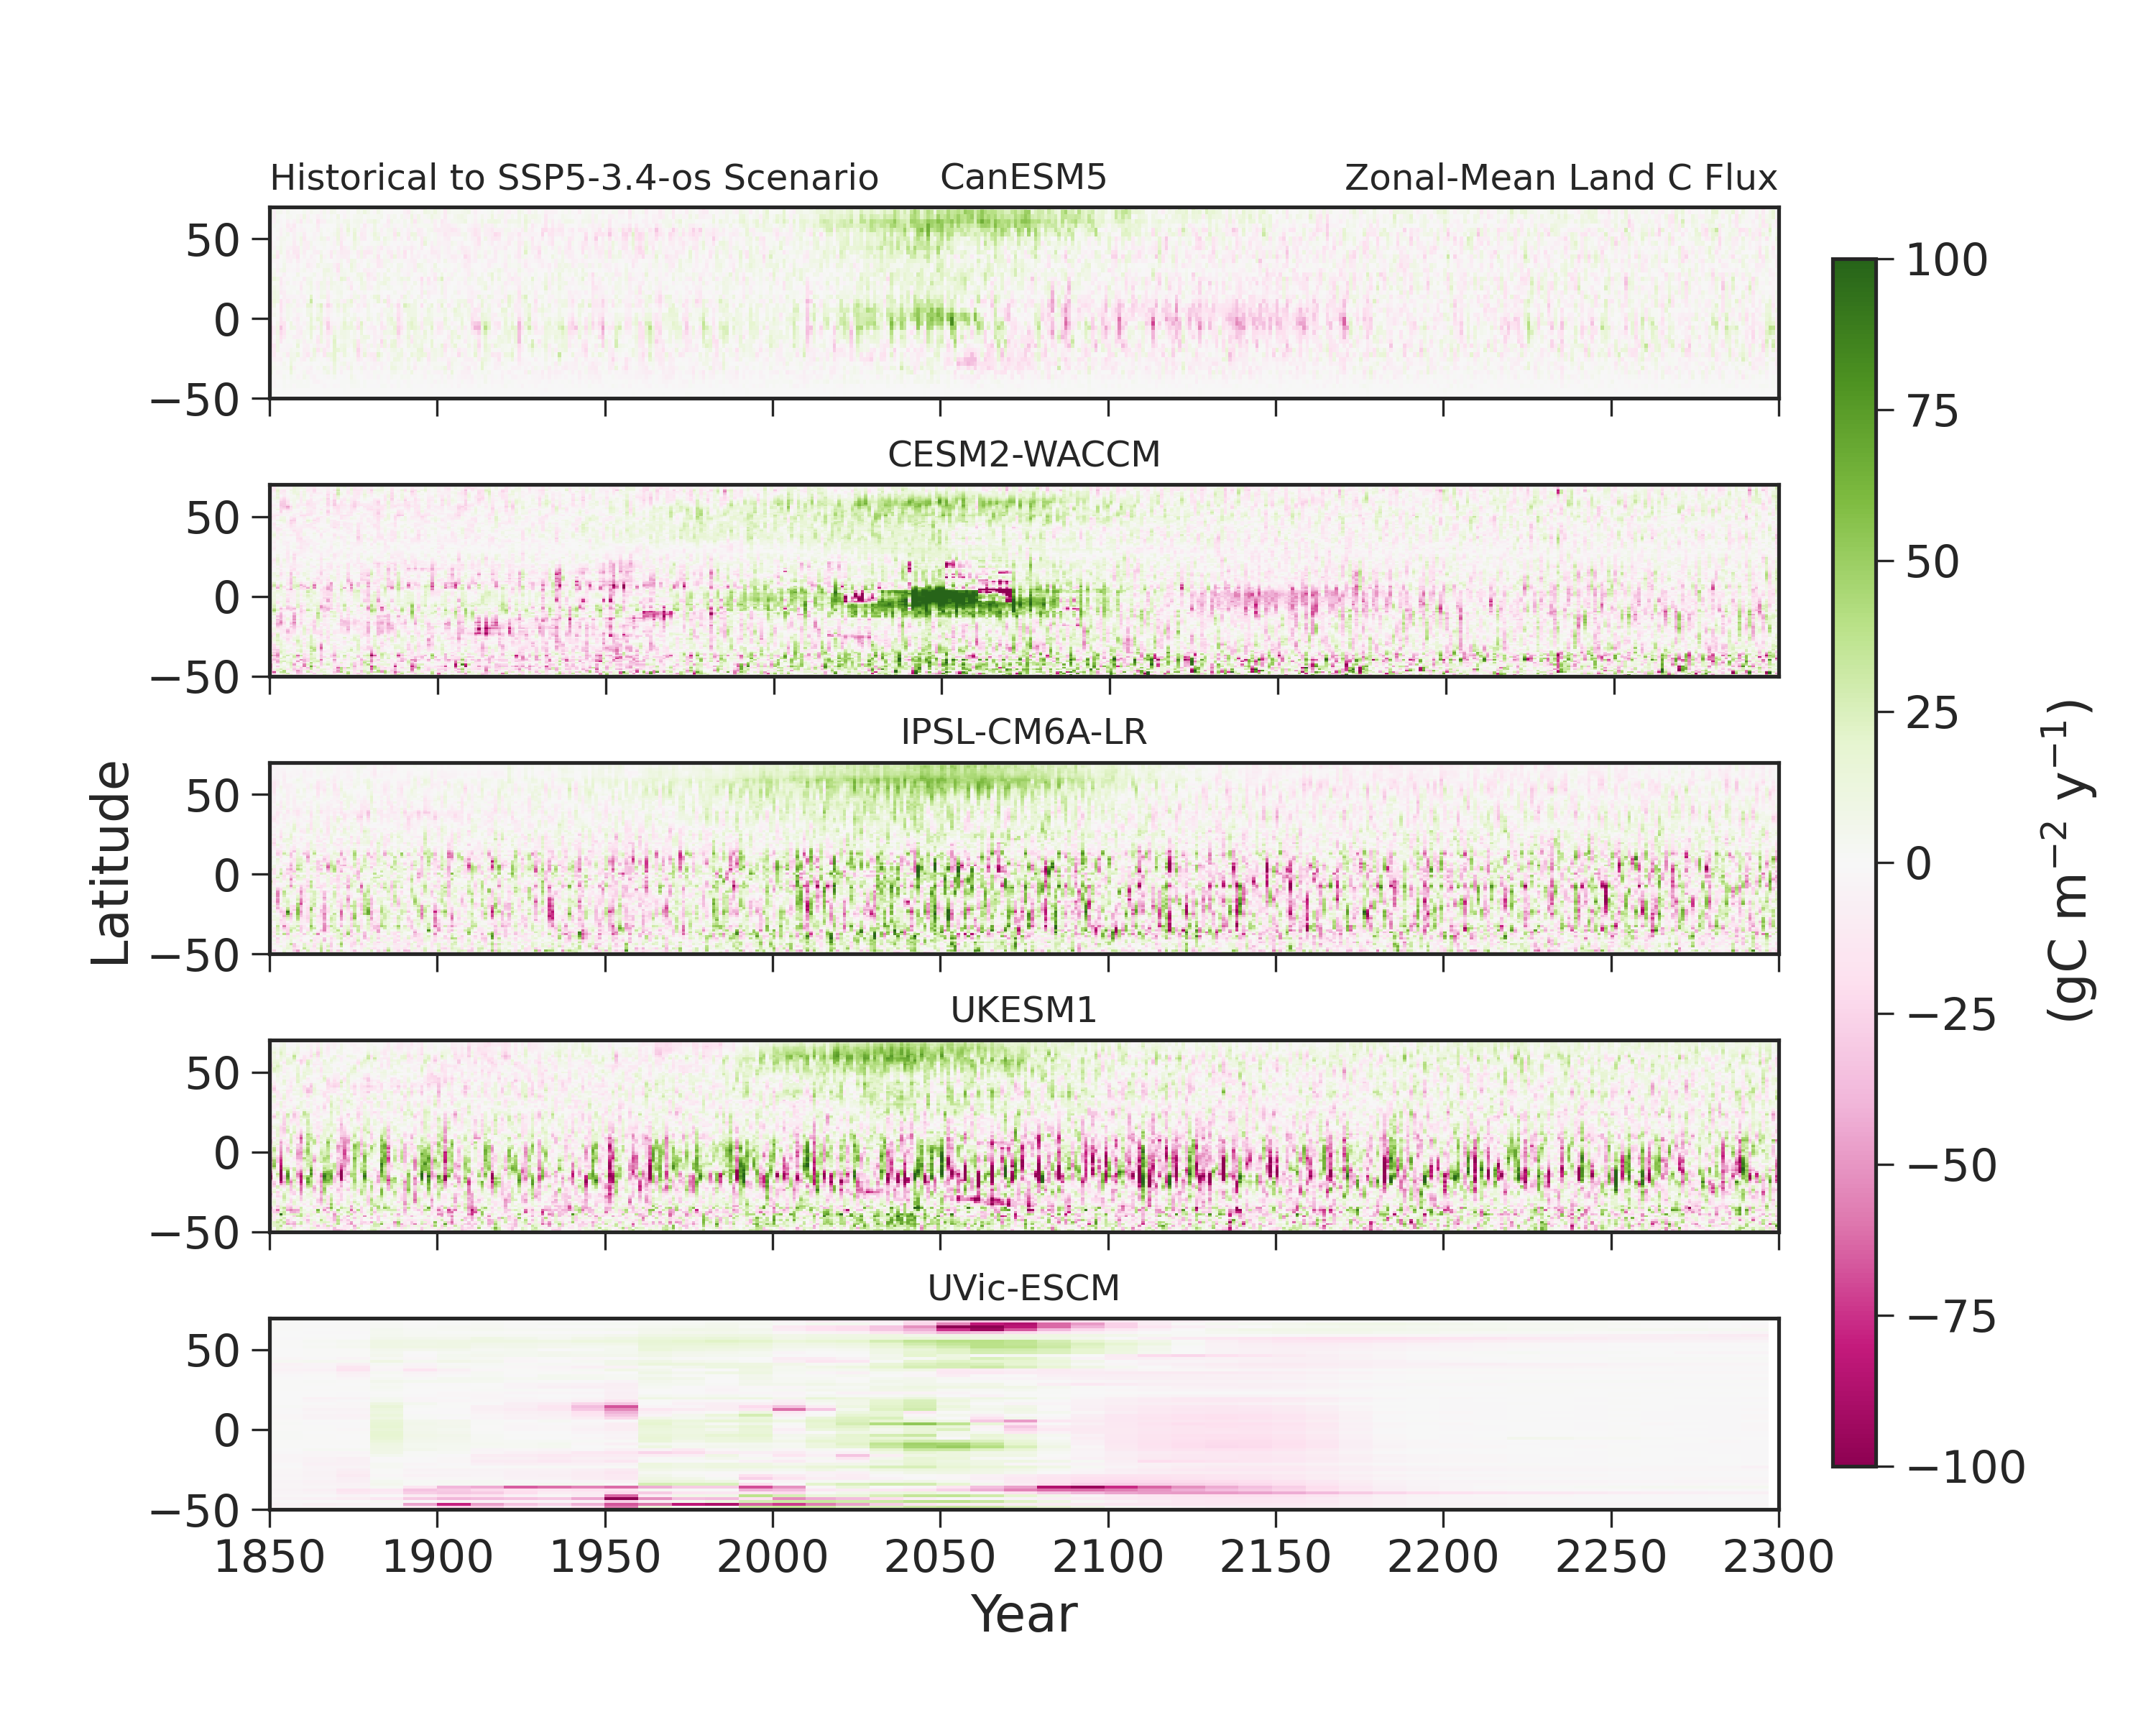 Historical to SSP5-3.4-os Scenario CanESM5 Zonal-Mean Land C Flux
50
0
−50
CESM2-WACCM
50
0
−50
IPSL-CM6A-LR
50
0
−50
UKESM1
50
0
−50
UVic-ESCM
50
0
−50
1850 1900 1950 2000 2050 2100 2150 2200 2250 2300
Year
Latitude
100
75
50
25
0
−25
−50
−75
−100
(gC m⁻² y⁻¹)